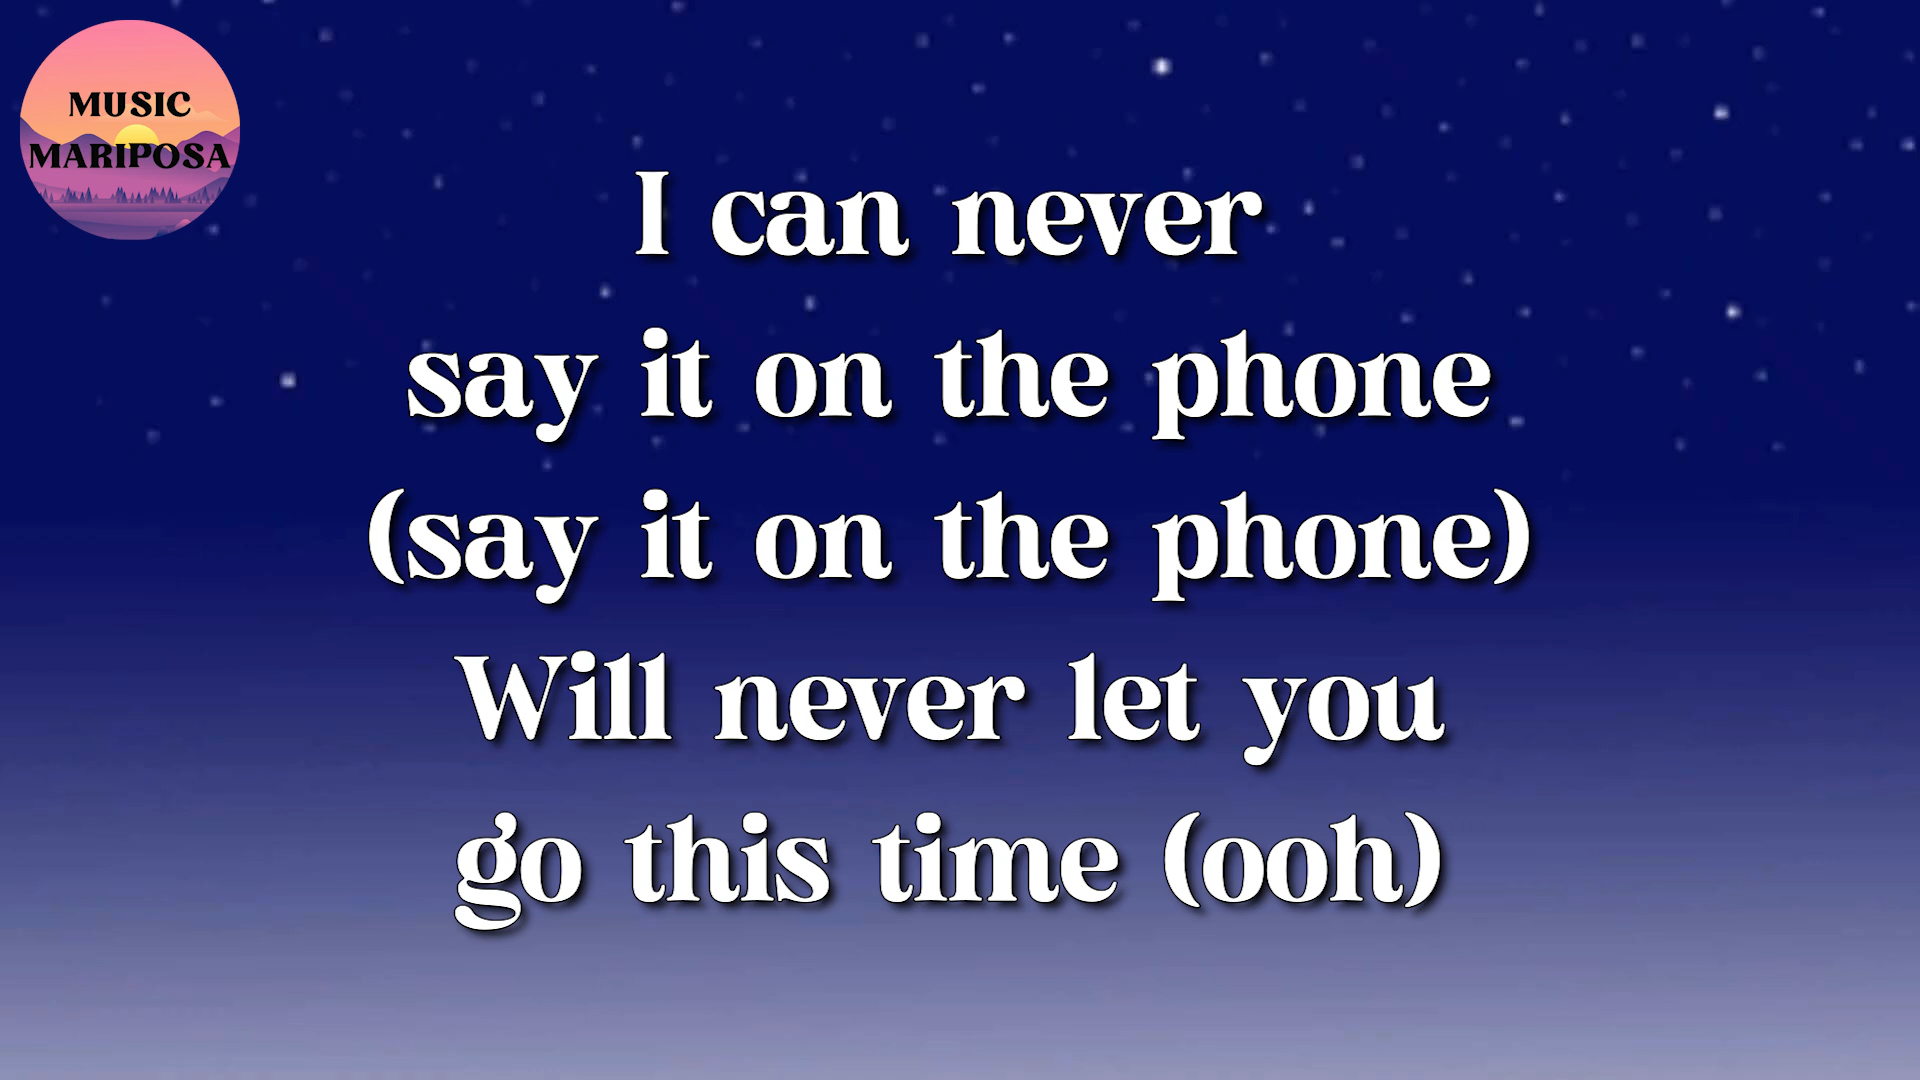 MUSIC
MARIPOSA
I can never
say it on the phone
(say it on the phone)
Will never let you
go this time (ooh)